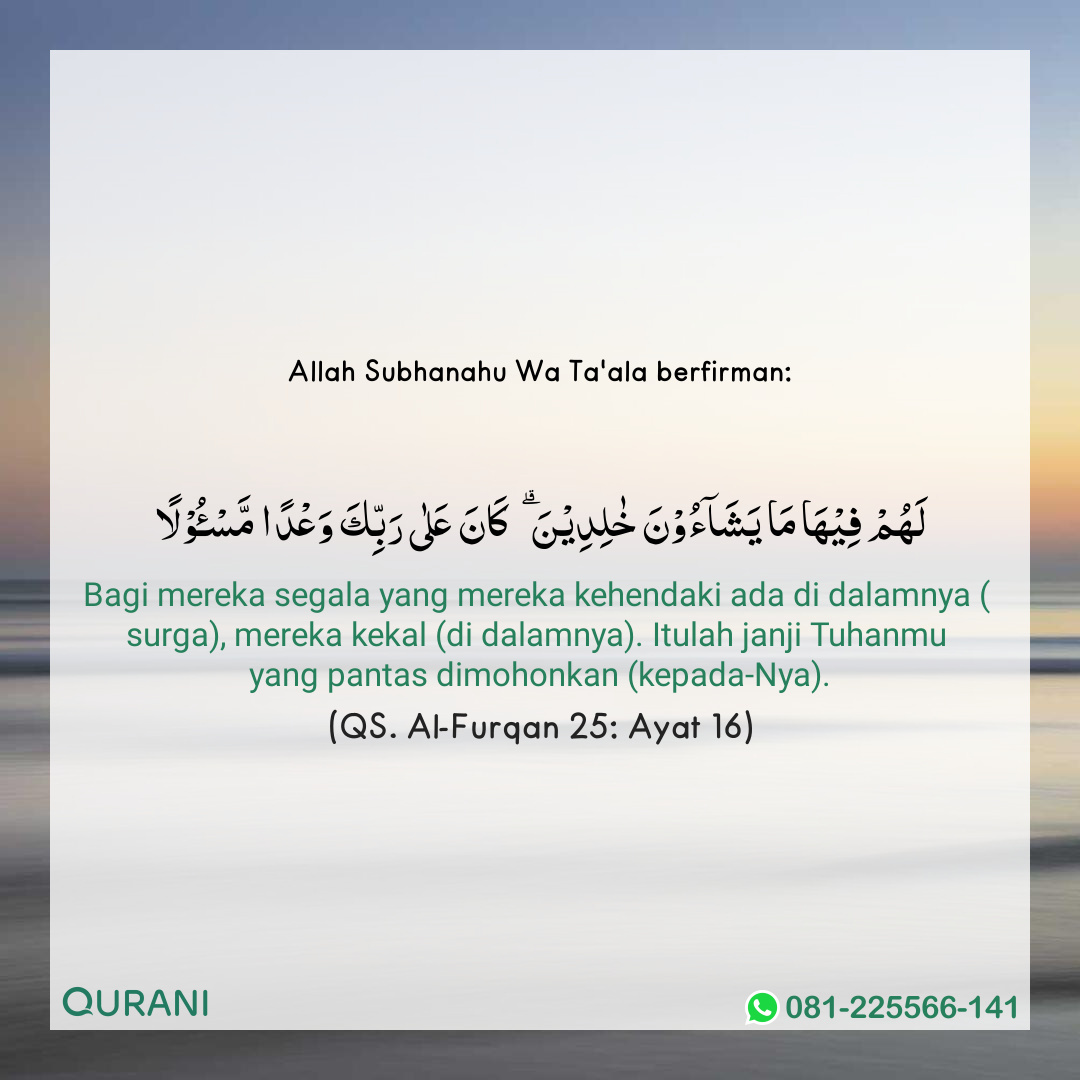 Allah Subhanahu Wa Ta'ala berfirman:
لَهُمْ فِيْهَا مَا يَشَاۤءُوْنَ خٰلِدِيْنَ ۗ كَانَ عَلٰى رَبِّكَ وَعْدًا مَّسْـُٔوْلًا
Bagi mereka segala yang mereka kehendaki ada di dalamnya (
surga), mereka kekal (di dalamnya). Itulah janji Tuhanmu
yang pantas dimohonkan (kepada-Nya).
(QS. Al-Furqan 25: Ayat 16)
QURANI
081-225566-141